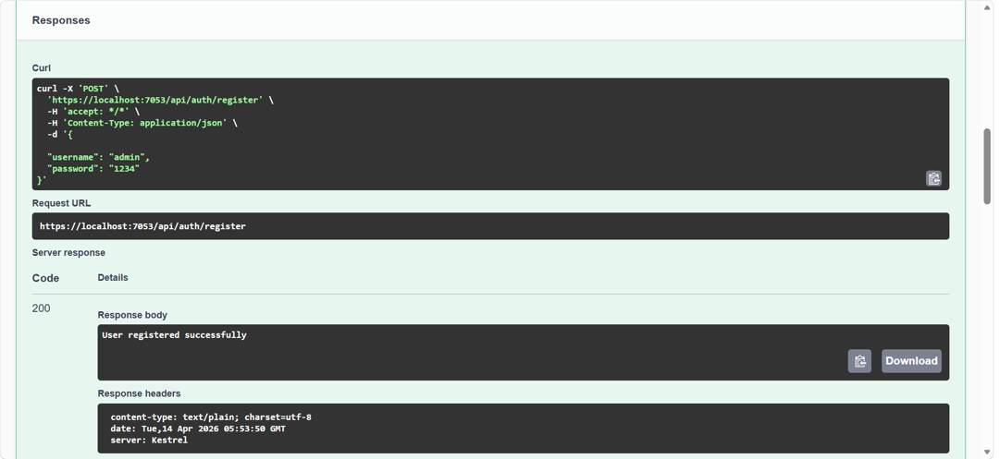 Responses
Curl
curl -X 'POST' \
  'https://localhost:7053/api/auth/register' \
  -H 'accept: */*' \
  -H 'Content-Type: application/json' \
  -d '{
  "username": "admin",
  "password": "1234"
}'
Request URL
https://localhost:7053/api/auth/register
Server response
Code Details
200
Response body
User registered successfully
Download
Response headers
content-type: text/plain; charset=utf-8
date: Tue,14 Apr 2026 05:53:50 GMT
server: Kestrel